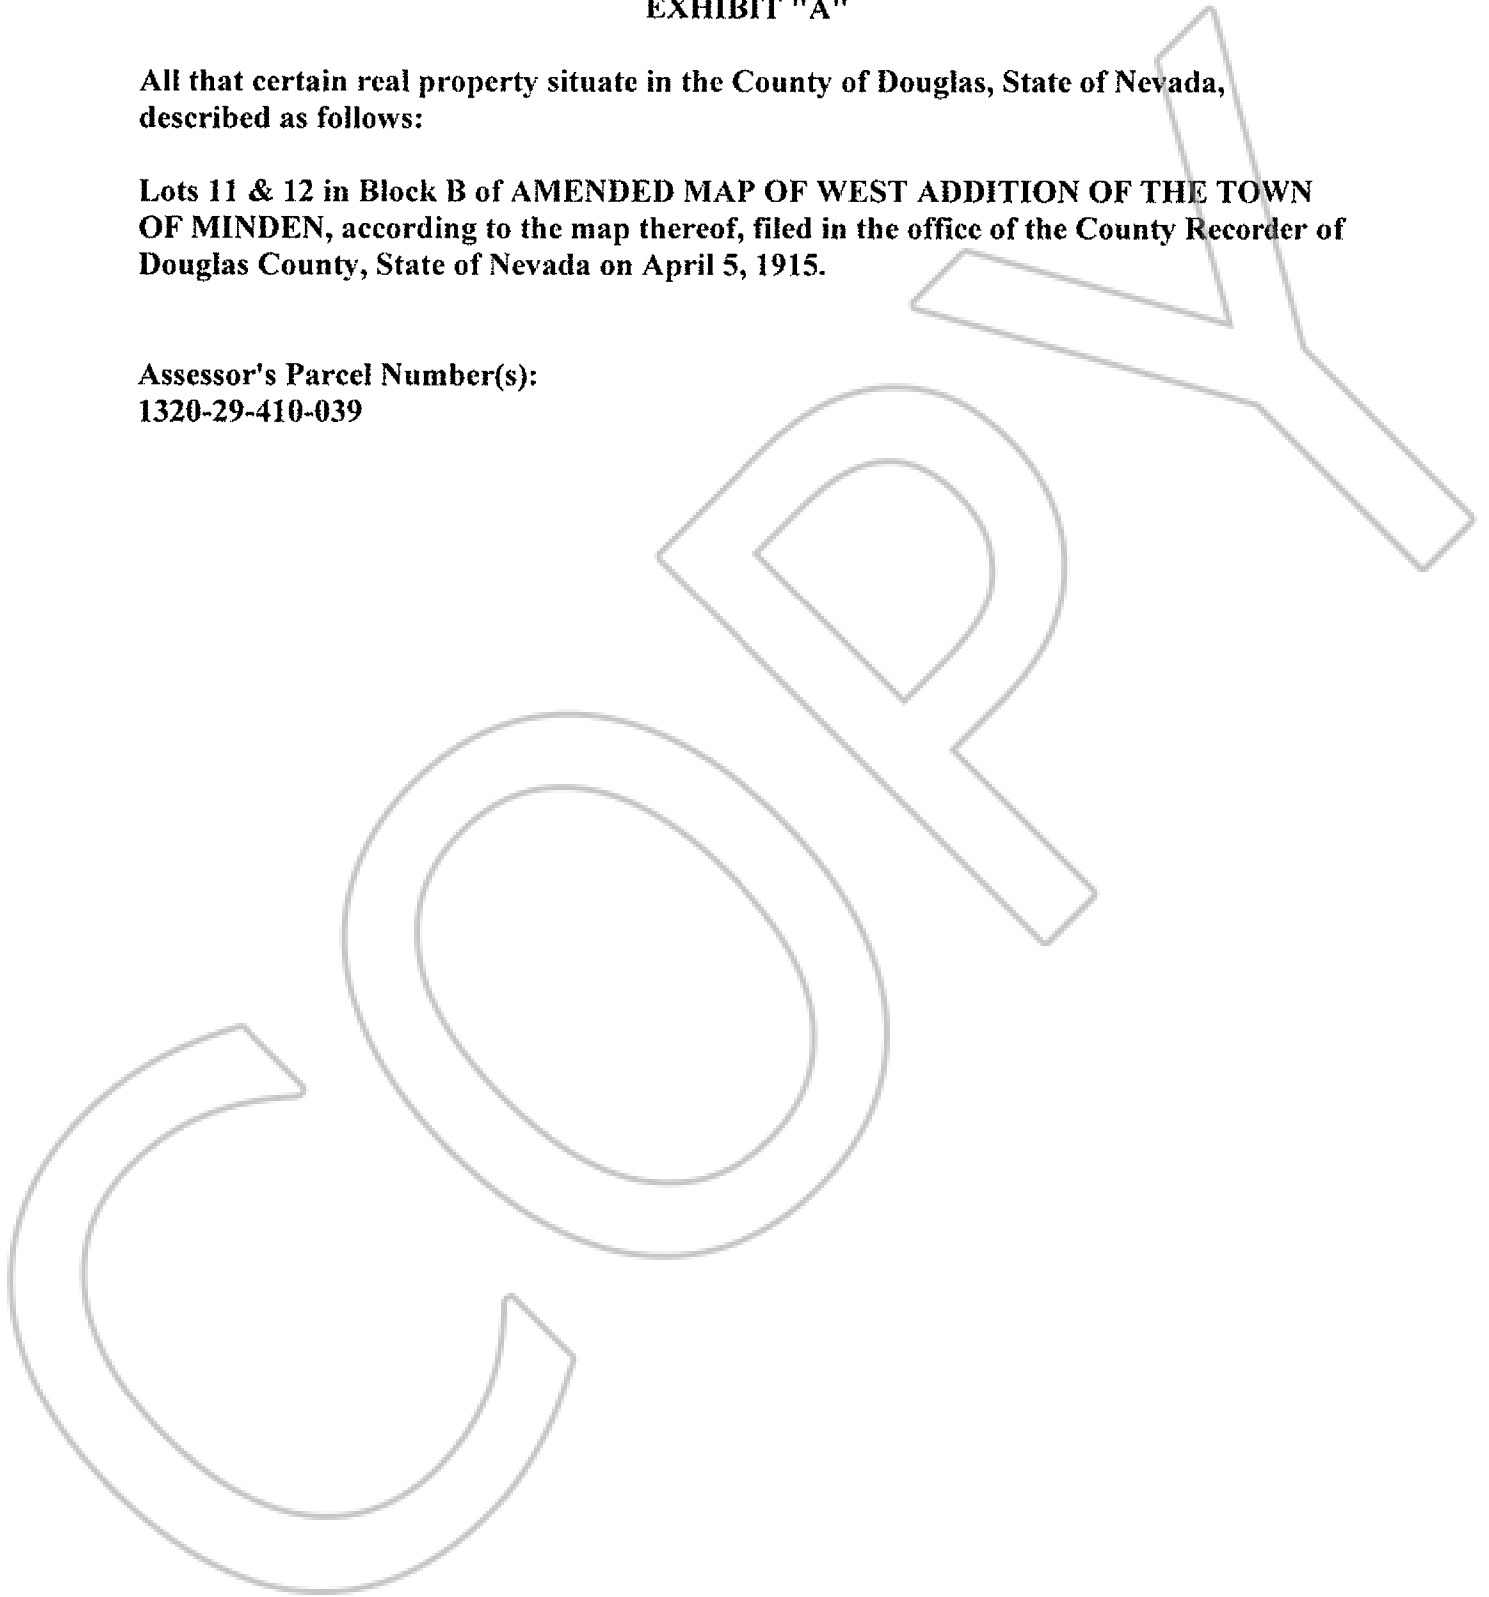 EXHIBIT "A"
All that certain real property situate in the County of Douglas, State of Nevada,
described as follows:
Lots 11 & 12 in Block B of AMENDED MAP OF WEST ADDITION OF THE TOWN
OF MINDEN, according to the map thereof, filed in the office of the County Recorder of
Douglas County, State of Nevada on April 5, 1915.
Assessor's Parcel Number(s):
1320-29-410-039
COPY